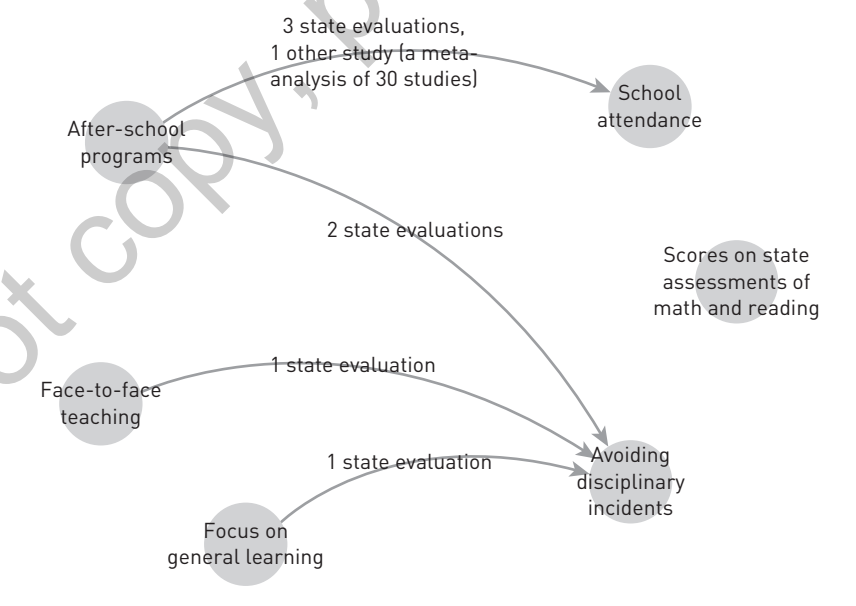 3 state evaluations,
1 other study (a meta-
analysis of 30 studies)
School
attendance
After-school
programs
2 state evaluations
Scores on state
assessments of
math and reading
1 state evaluation
Face-to-face
teaching
1 state evaluation
Avoiding
disciplinary
incidents
Focus on
general learning
ot copy, p